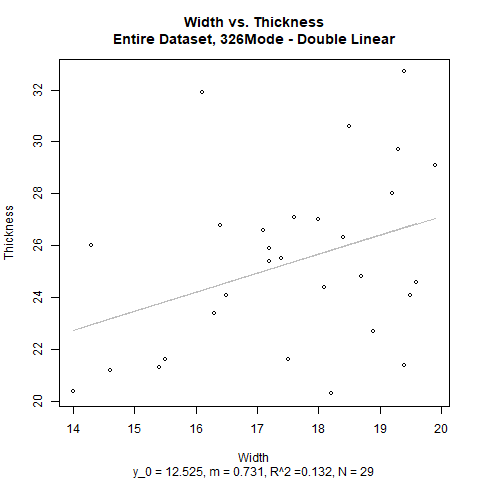 Width vs. Thickness
Entire Dataset, 326Mode - Double Linear
Thickness
32
30
28
26
24
22
20
14 15 16 17 18 19 20
Width
y_0 = 12.525, m = 0.731, R^2 =0.132, N = 29